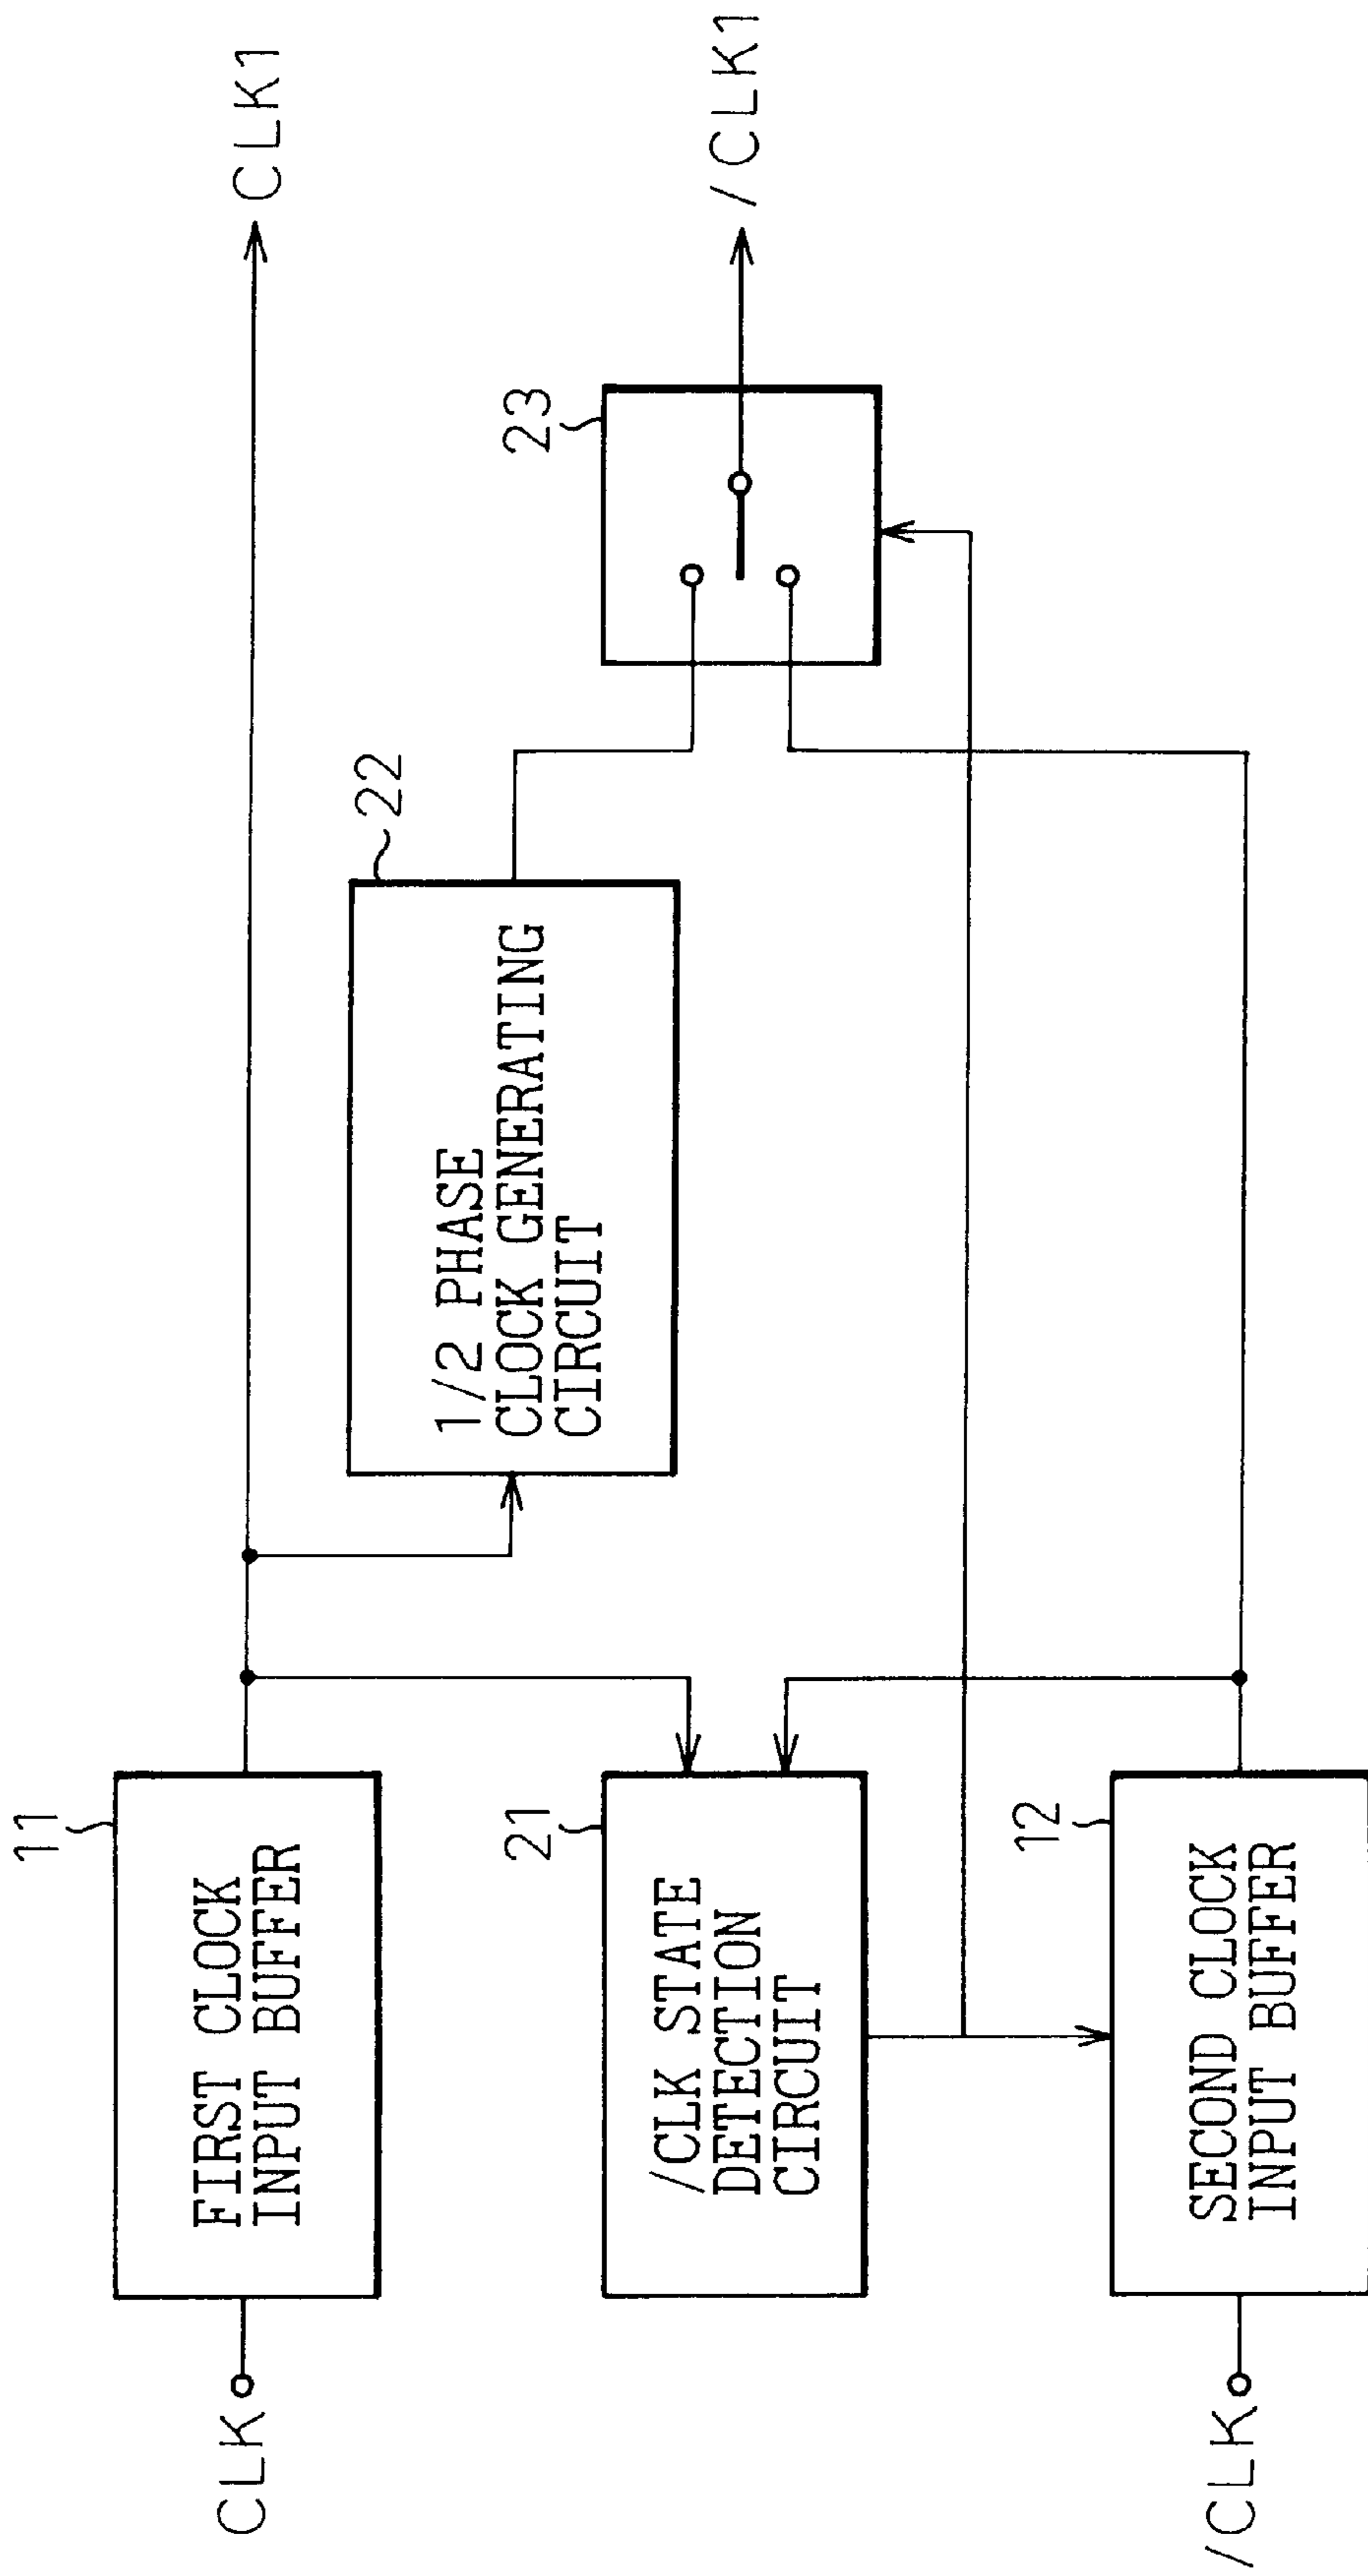 CLK
11
FIRST CLOCK
INPUT BUFFER
CLK1
22
1/2 PHASE
CLOCK GENERATING
CIRCUIT
21
/CLK STATE
DETECTION
CIRCUIT
23
/CLK1
/CLK
12
SECOND CLOCK
INPUT BUFFER